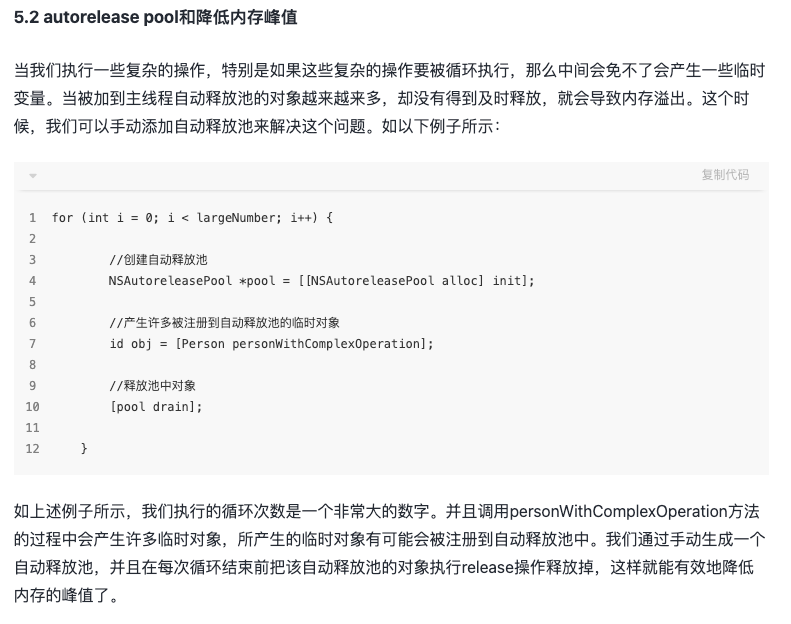 5.2 autorelease pool和降低内存峰值
当我们执行一些复杂的操作，特别是如果这些复杂的操作要被循环执行，那么中间会免不了会产生一些临时
变量。当被加到主线程自动释放池的对象越来越来多，却没有得到及时释放，就会导致内存溢出。这个时
候，我们可以手动添加自动释放池来解决这个问题。如以下例子所示：
复制代码
1 for (int i = 0; i < largeNumber; i++) {
2
3 //创建自动释放池
4 NSAutoreleasePool *pool = [[NSAutoreleasePool alloc] init];
5
6 //产生许多被注册到自动释放池的临时对象
7 id obj = [Person personWithComplexOperation];
8
9 //释放池中对象
10 [pool drain];
11
12 }
如上述例子所示，我们执行的循环次数是一个非常大的数字。并且调用personWithComplexOperation方法
的过程中会产生许多临时对象，所产生的临时对象有可能会被注册到自动释放池中。我们通过手动生成一个
自动释放池，并且在每次循环结束前把该自动释放池的对象执行release操作释放掉，这样就能有效地降低
内存的峰值了。